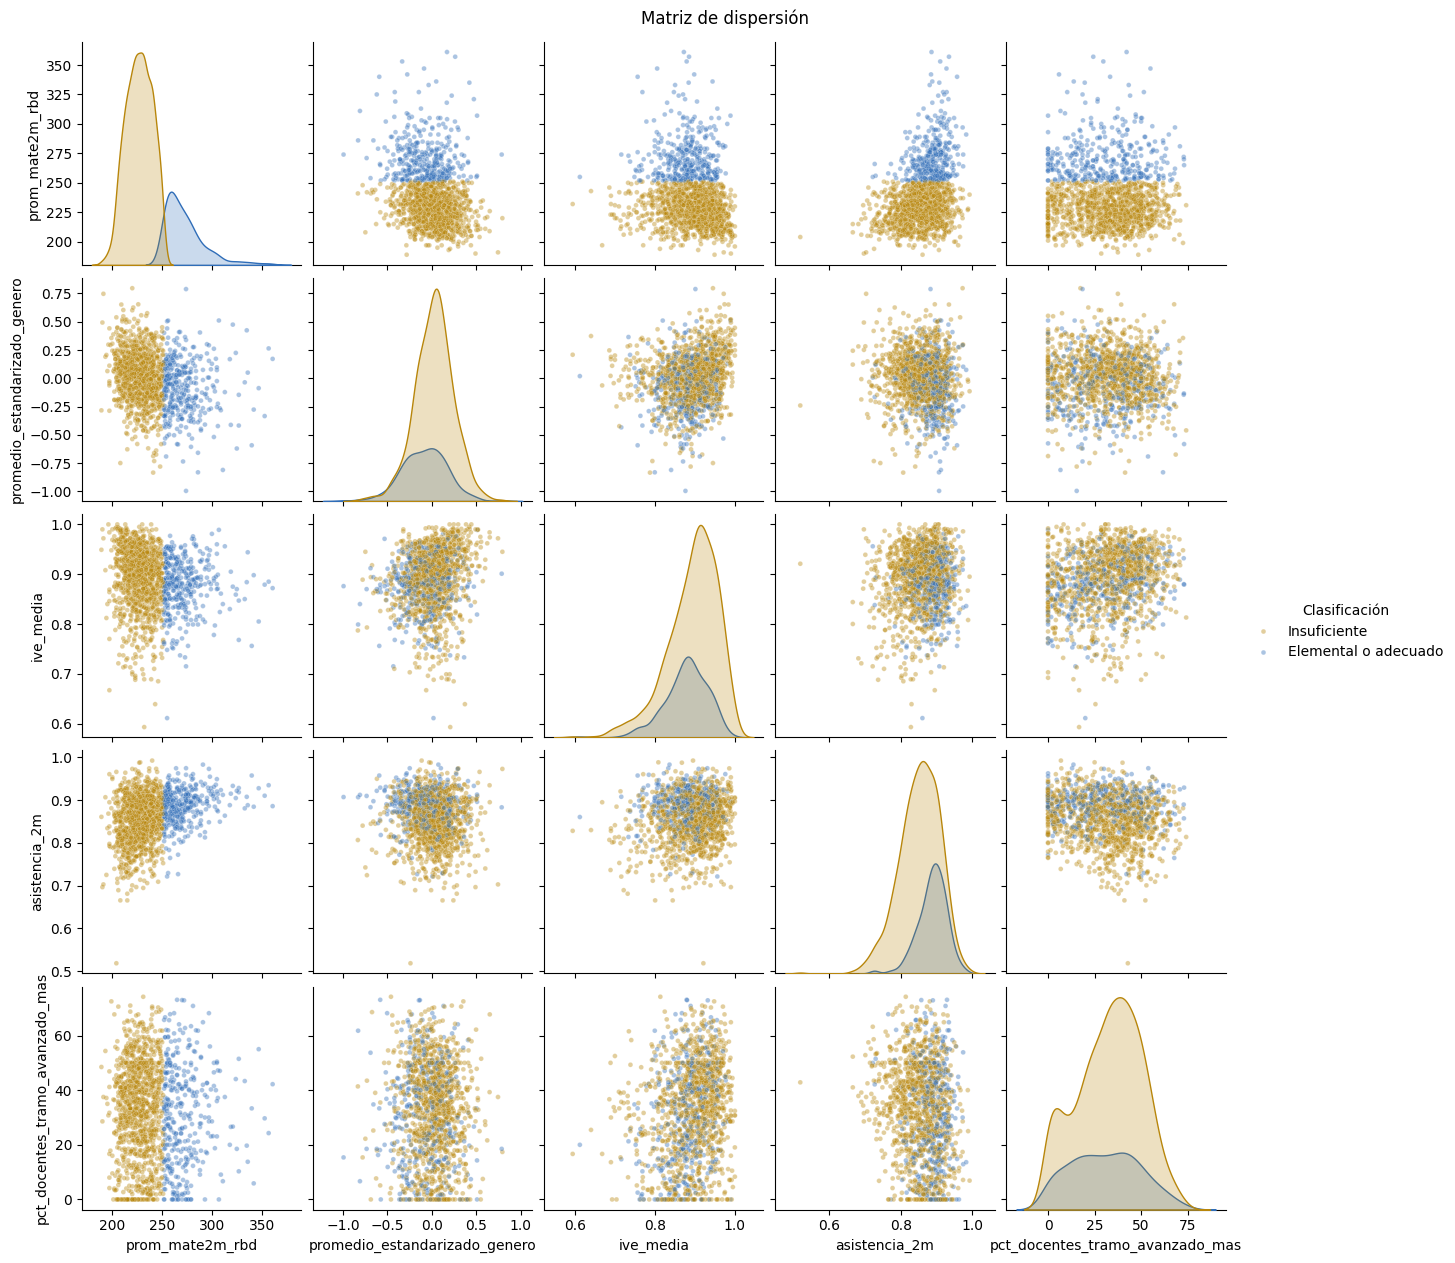 Matriz de dispersión
prom_mate2m_rbd
350
325
300
275
250
225
200
promedio_estandarizado_genero
0.75
0.50
0.25
0.00
−0.25
−0.50
−0.75
−1.00
ive_media
1.0
0.9
0.8
0.7
0.6
Clasificación
Insuficiente
Elemental o adecuado
asistencia_2m
1.0
0.9
0.8
0.7
0.6
0.5
pct_docentes_tramo_avanzado_mas
60
40
20
0
200 250 300 350 −1.0 −0.5 0.0 0.5 1.0 0.6 0.8 1.0 0.6 0.8 1.0 0 25 50 75
prom_mate2m_rbd promedio_estandarizado_genero ive_media asistencia_2m pct_docentes_tramo_avanzado_mas